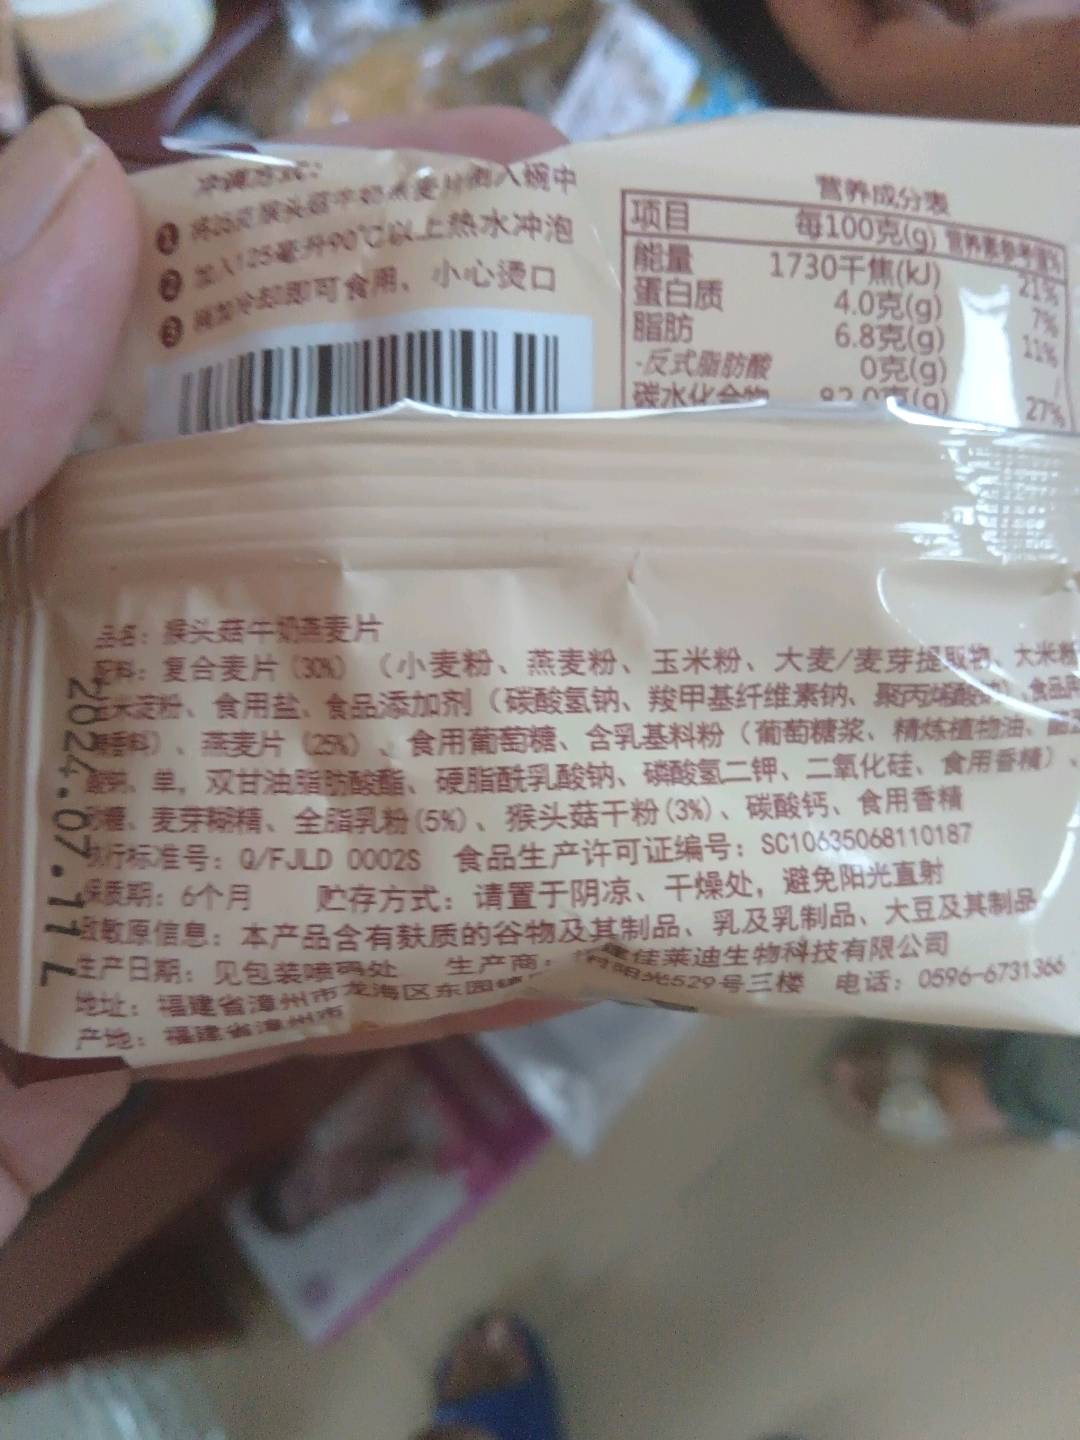 冲调方式:
❶ 将25克猴头菇牛奶燕麦片倒入碗中
❷ 加入125毫升90℃以上热水冲泡
❸ 稍加冷却即可食用、小心烫口
营养成分表
项目 每100克(g) 营养素参考值%
能量 1730千焦(kJ) 21%
蛋白质 4.0克(g) 7%
脂肪 6.8克(g) 11%
-反式脂肪酸 0克(g) /
碳水化合物 82.0克(g) 27%
品名: 猴头菇牛奶燕麦片
配料: 复合麦片 (30%) (小麦粉、燕麦粉、玉米粉、大麦/麦芽提取物、大米粉
淀粉、食用盐、食品添加剂 (碳酸氢钠、羧甲基纤维素钠、聚丙烯酸钠)、食品用
香料) 、燕麦片 (25%) 、食用葡萄糖、含乳基料粉 (葡萄糖浆、精炼植物油、
酸钠、单, 双甘油脂肪酸酯、硬脂酰乳酸钠、磷酸氢二钾、二氧化硅、食用香精) 、
糖、麦芽糊精、全脂乳粉 (5%) 、猴头菇干粉 (3%) 、碳酸钙、食用香精
执行标准号: Q/FJLD 0002S 食品生产许可证编号: SC10635068110187
保质期: 6个月 贮存方式: 请置于阴凉、干燥处, 避免阳光直射
致敏原信息: 本产品含有麸质的谷物及其制品、乳及乳制品、大豆及其制品
生产日期: 见包装喷码处 生产商: 福建佳莱迪生物科技有限公司
地址: 福建省漳州市龙海区东园镇 阳光529号三楼 电话: 0596-6731366
产地: 福建省漳州市
2024.07.11 L